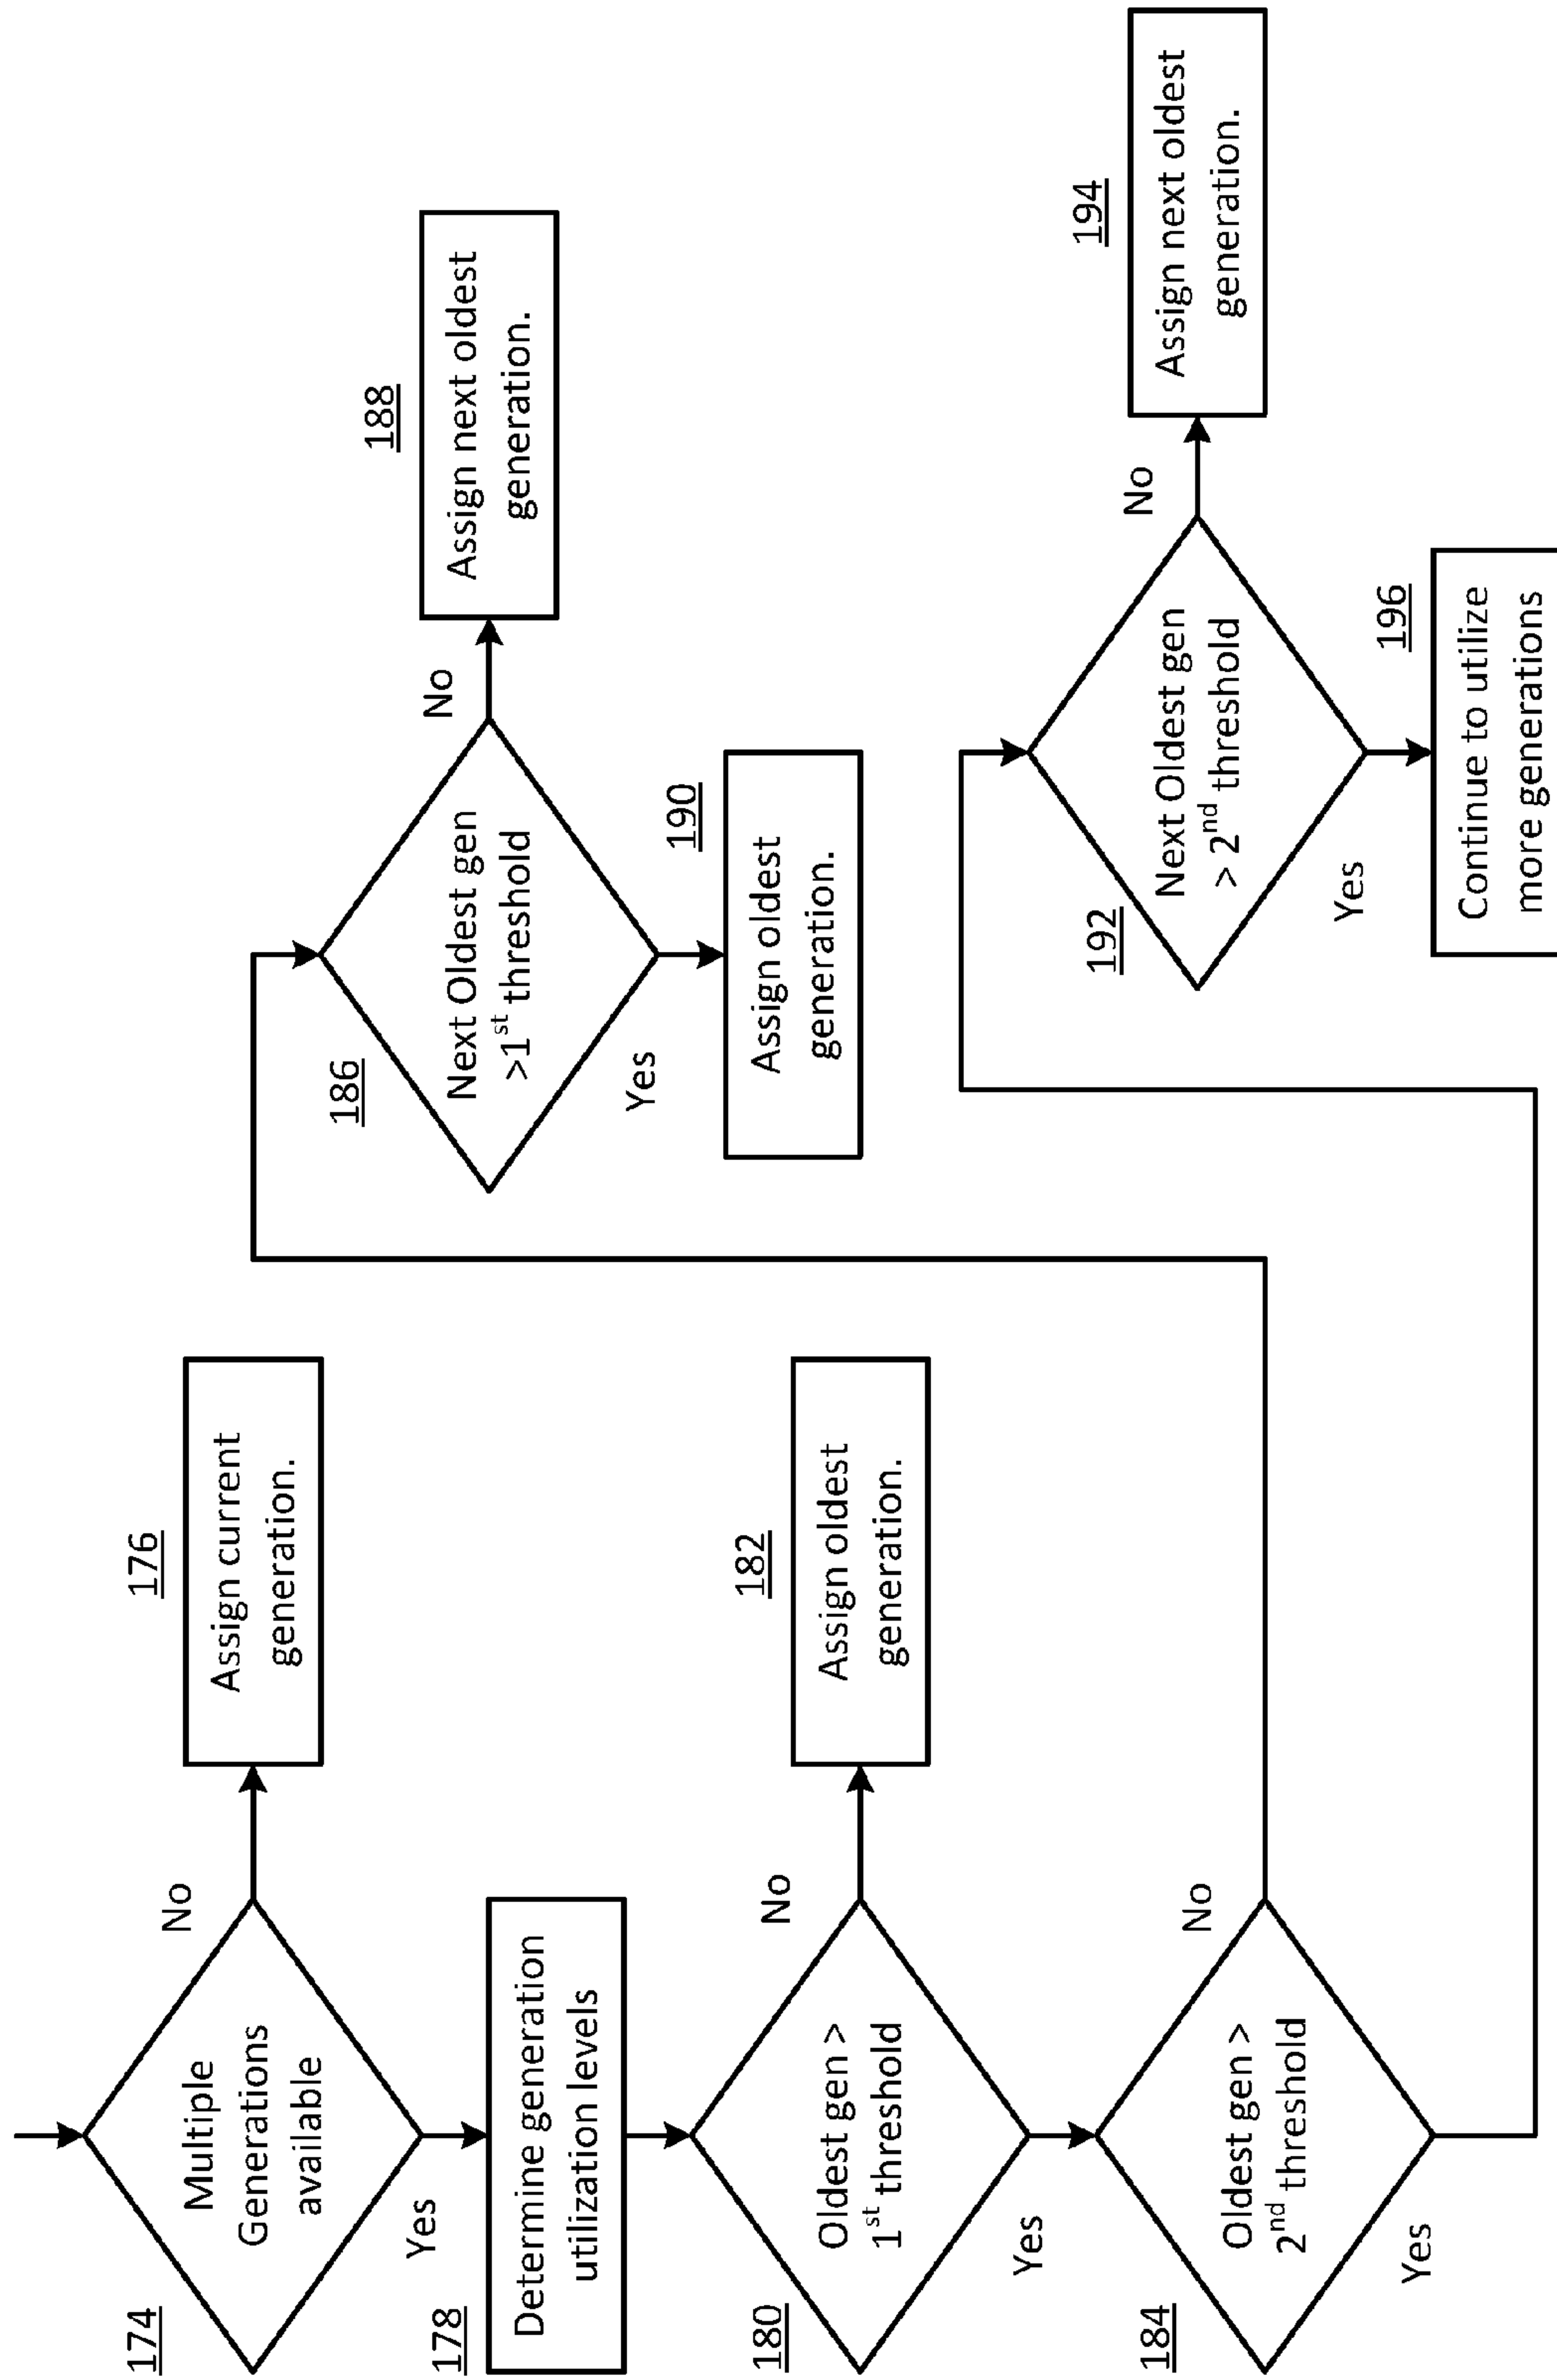 174
Multiple
Generations
available
No
176
Assign current
generation.
Yes
178
Determine generation
utilization levels
180
Oldest gen >
1st threshold
No
182
Assign oldest
generation.
Yes
184
Oldest gen >
2nd threshold
No
Yes
186
Next Oldest gen
>1st threshold
No
188
Assign next oldest
generation.
Yes
190
Assign oldest
generation.
192
Next Oldest gen
> 2nd threshold
No
194
Assign next oldest
generation.
Yes
196
Continue to utilize
more generations